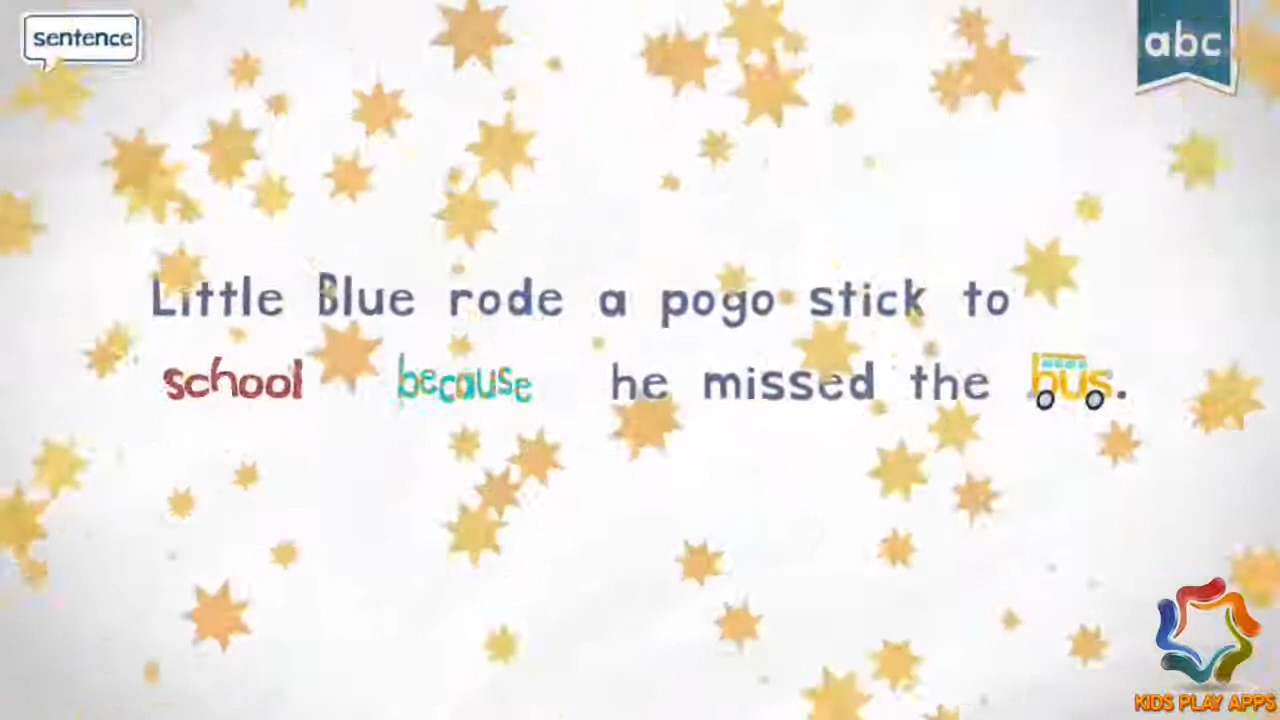 sentence
abc
Little Blue rode a pogo stick to
school because he missed the bus.
KIDS PLAY APPS